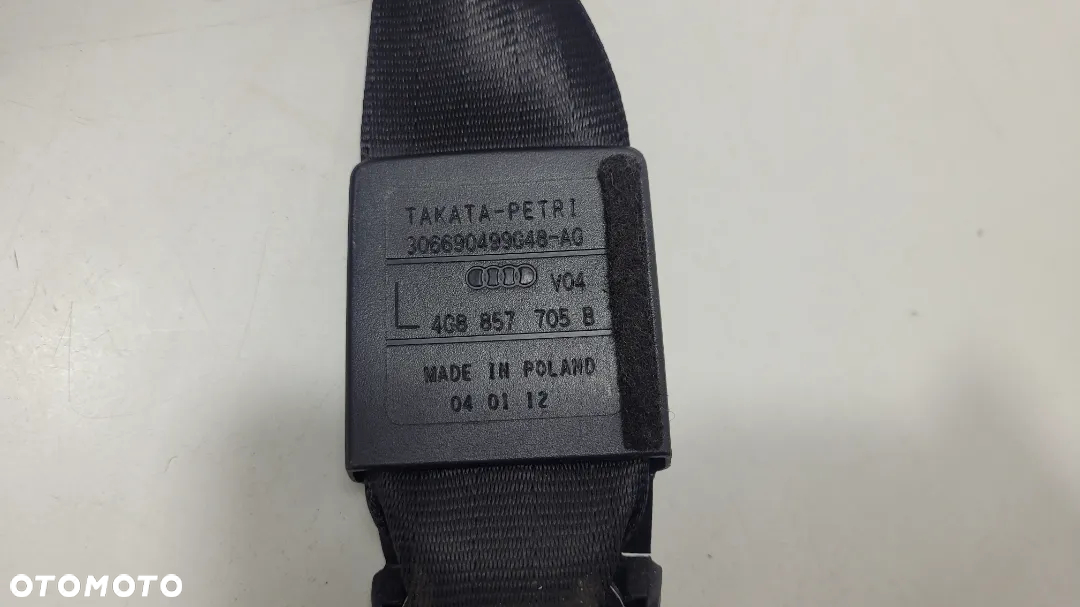 TAKATA-PETRI
306690499G48-AG
V04
L 4G8 857 705 B
MADE IN POLAND
04 01 12
OTOMOTO